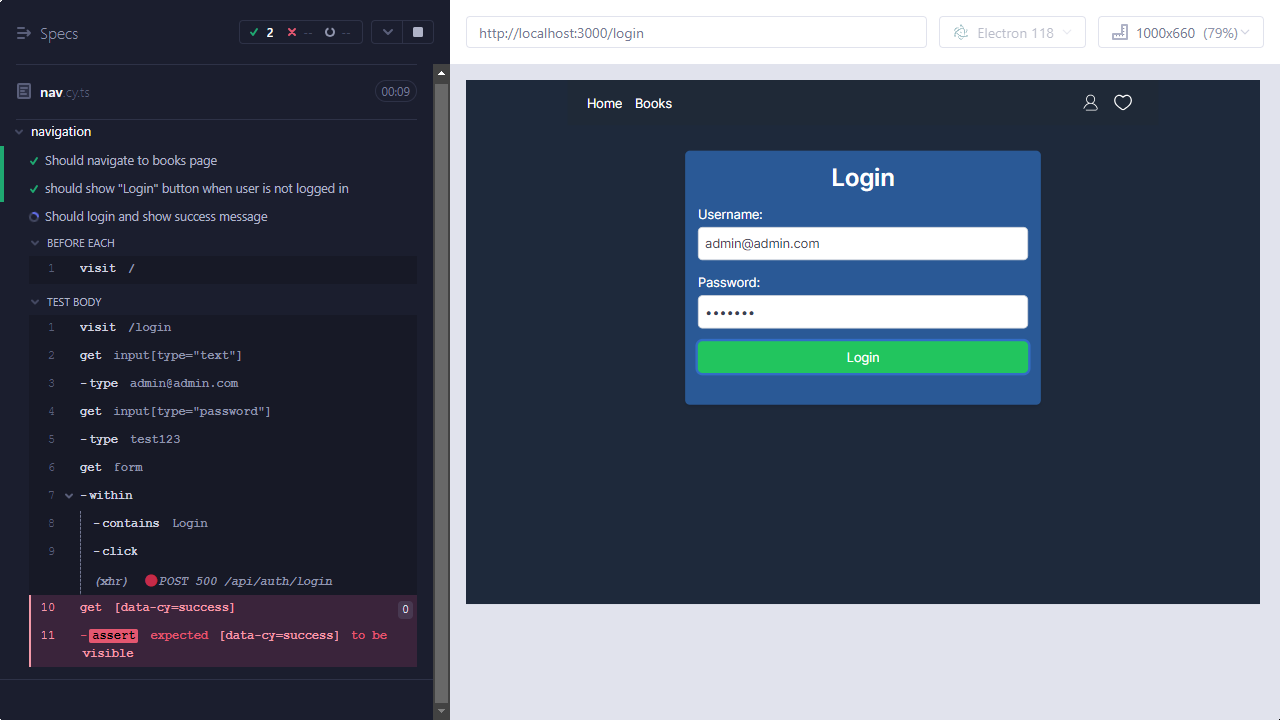 Specs
2
--
--
http://localhost:3000/login
Electron 118
1000x660 (79%)
nav.cy.ts
00:09
navigation
Should navigate to books page
should show "Login" button when user is not logged in
Should login and show success message
BEFORE EACH
1 visit /
TEST BODY
1 visit /login
2 get input[type="text"]
3 -type admin@admin.com
4 get input[type="password"]
5 -type test123
6 get form
7 -within
8 -contains Login
9 -click
(xhr) POST 500 /api/auth/login
10 get [data-cy=success] 0
11 -assert expected [data-cy=success] to be
visible
Home Books
Login
Username:
admin@admin.com
Password:
•••••••
Login